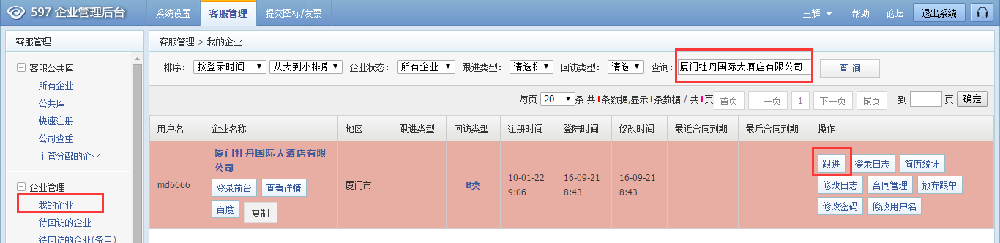 597 企业管理后台 系统设置 客服管理 提交图标/发票 王辉 帮助 论坛 退出系统
客服管理
客服公共库
所有企业
公共库
快速注册
公司查重
主管分配的企业
企业管理
我的企业
待回访的企业
待回访的企业(备用)
客服管理 > 我的企业
排序: 按登录时间 从大到小排序 企业状态: 所有企业 跟进类型: 请选择 回访类型: 请选 查询: 厦门牡丹国际大酒店有限公司 查 询
每页 20 条 共1条数据,显示1条数据 / 共1页 首页 上一页 1 下一页 尾页 到 页 确定
用户名 企业名称 地区 跟进类型 回访类型 注册时间 登陆时间 修改时间 最近合同到期 最后合同到期 操作
md6666
厦门牡丹国际大酒店有限
公司
登录前台 查看详情
百度 复制
厦门市
B类
10-01-22
9:06
16-09-21
8:43
16-09-21
8:43
跟进 登录日志 简历统计
修改日志 合同管理 放弃跟单
修改密码 修改用户名